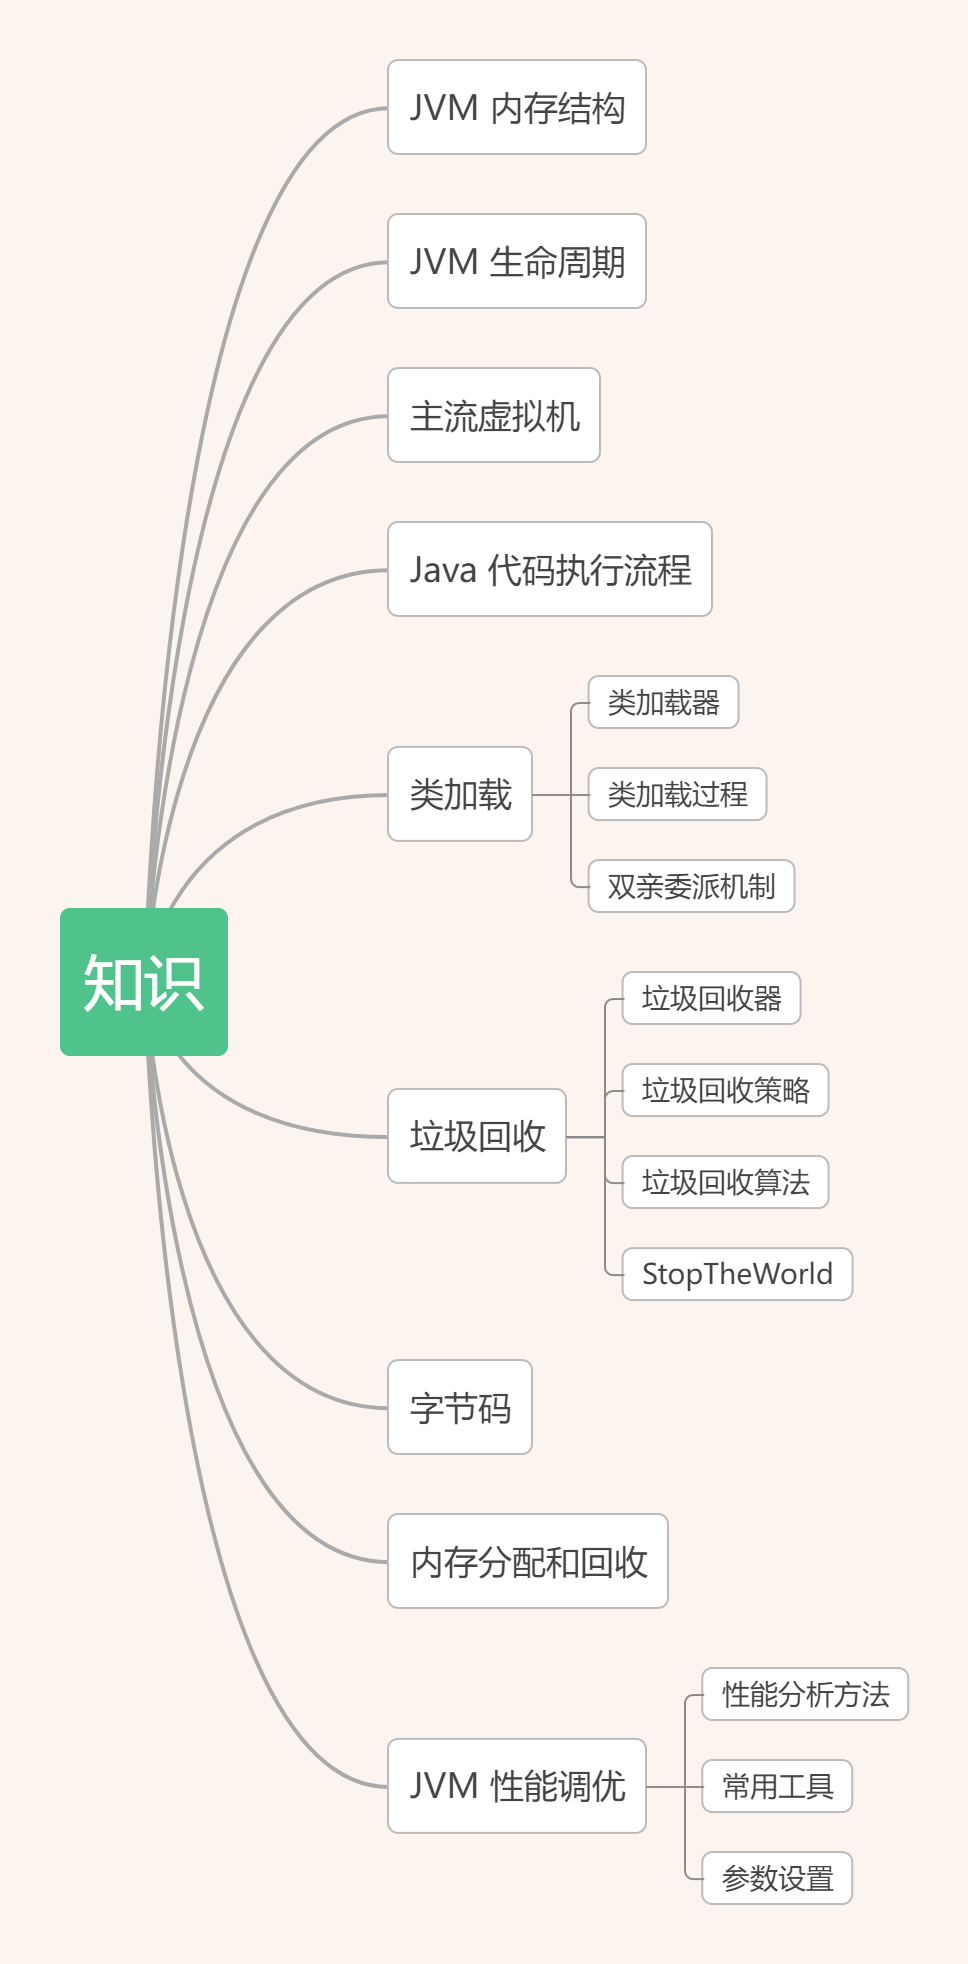 JVM 内存结构
JVM 生命周期
主流虚拟机
Java 代码执行流程
类加载
类加载器
类加载过程
双亲委派机制
知识
垃圾回收
垃圾回收器
垃圾回收策略
垃圾回收算法
StopTheWorld
字节码
内存分配和回收
JVM 性能调优
性能分析方法
常用工具
参数设置